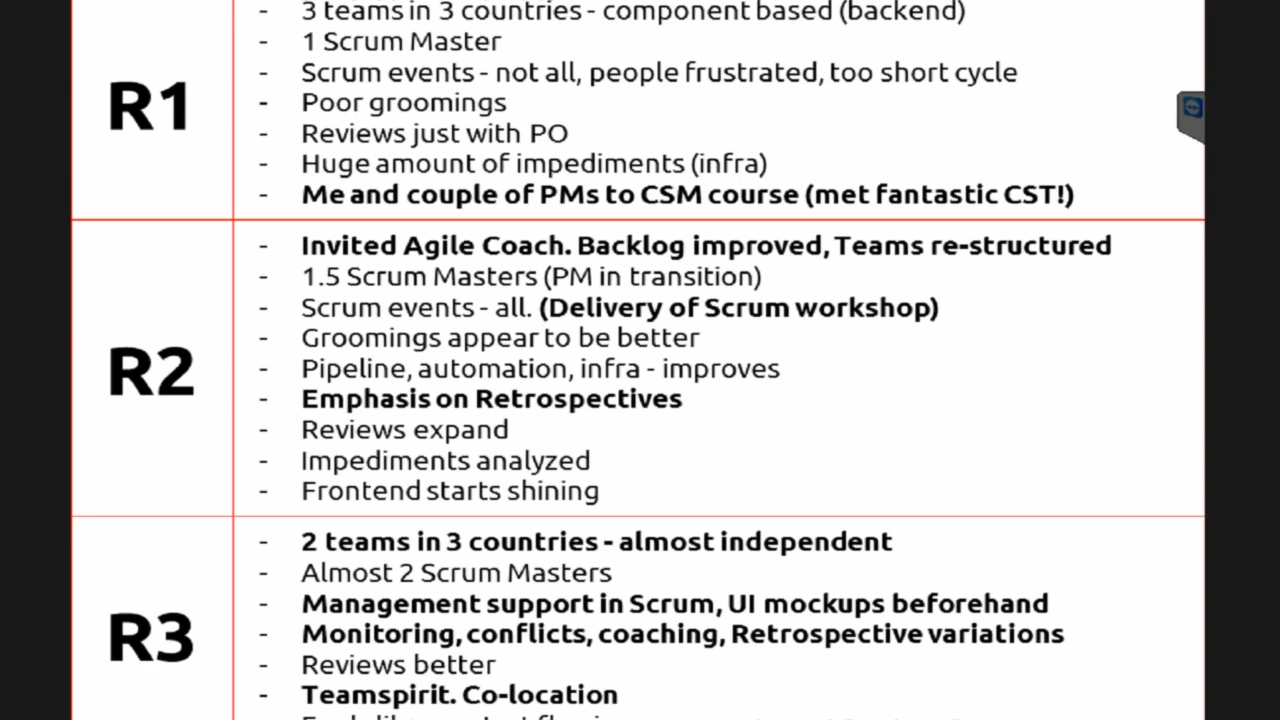 - 3 teams in 3 countries - component based (backend)
- 1 Scrum Master
- Scrum events - not all, people frustrated, too short cycle
R1
- Poor groomings
- Reviews just with PO
- Huge amount of impediments (infra)
- Me and couple of PMs to CSM course (met fantastic CST!)
- Invited Agile Coach. Backlog improved, Teams re-structured
- 1.5 Scrum Masters (PM in transition)
- Scrum events - all. (Delivery of Scrum workshop)
- Groomings appear to be better
R2
- Pipeline, automation, infra - improves
- Emphasis on Retrospectives
- Reviews expand
- Impediments analyzed
- Frontend starts shining
- 2 teams in 3 countries - almost independent
- Almost 2 Scrum Masters
- Management support in Scrum, UI mockups beforehand
R3
- Monitoring, conflicts, coaching, Retrospective variations
- Reviews better
- Teamspirit. Co-location